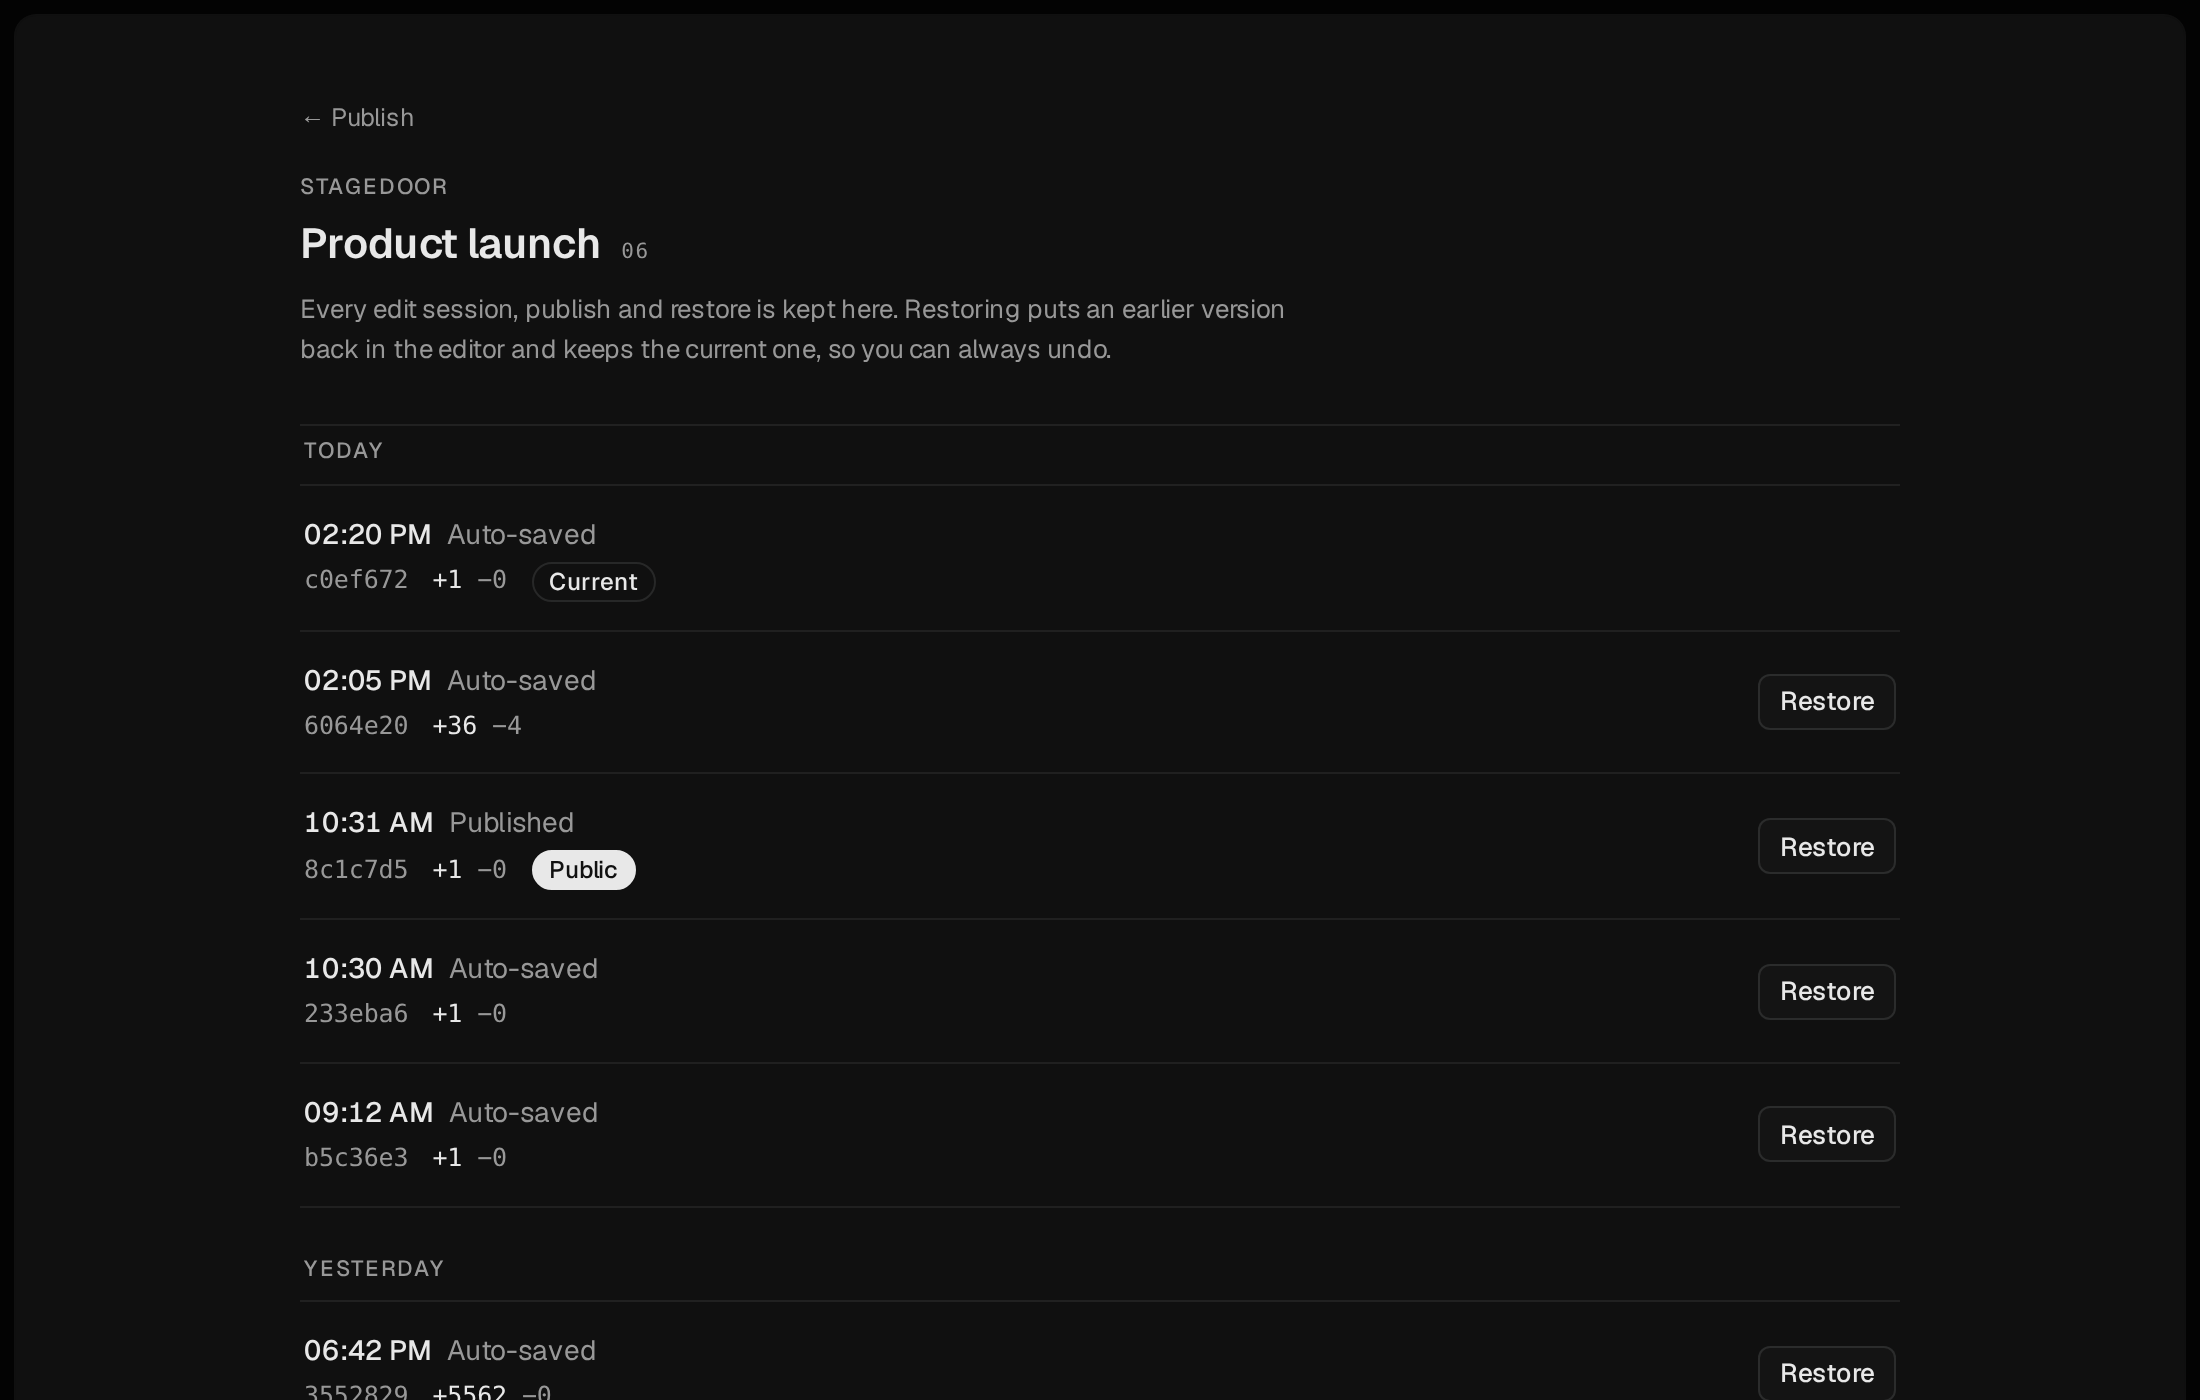 ← Publish
STAGEDOOR
Product launch 06
Every edit session, publish and restore is kept here. Restoring puts an earlier version
back in the editor and keeps the current one, so you can always undo.
TODAY
02:20 PM Auto-saved
c0ef672 +1 −0 Current
02:05 PM Auto-saved
6064e20 +36 −4
Restore
10:31 AM Published
8c1c7d5 +1 −0 Public
Restore
10:30 AM Auto-saved
233eba6 +1 −0
Restore
09:12 AM Auto-saved
b5c36e3 +1 −0
Restore
YESTERDAY
06:42 PM Auto-saved
3552829 +5562 −0
Restore